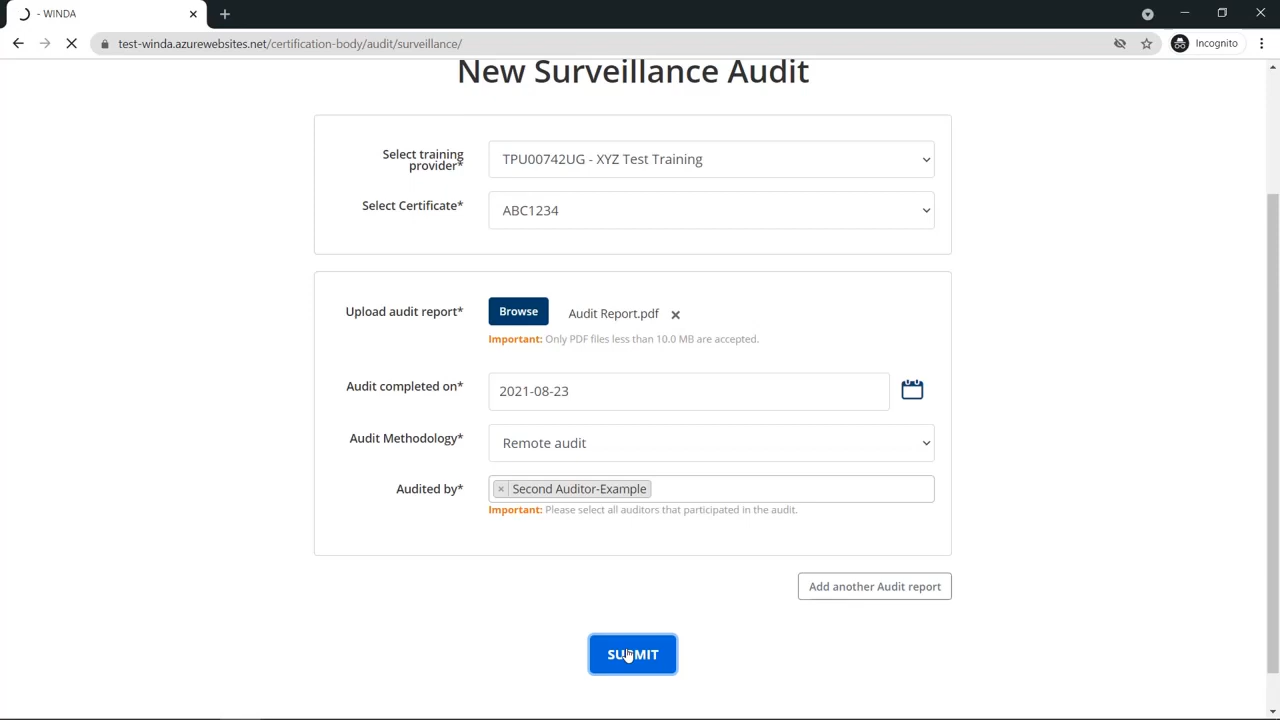 - WINDA
test-winda.azurewebsites.net/certification-body/audit/surveillance/
Incognito
New Surveillance Audit
Select training
provider*
TPU00742UG - XYZ Test Training
Select Certificate*
ABC1234
Upload audit report*
Browse
Audit Report.pdf
Important: Only PDF files less than 10.0 MB are accepted.
Audit completed on*
2021-08-23
Audit Methodology*
Remote audit
Audited by*
× Second Auditor-Example
Important: Please select all auditors that participated in the audit.
Add another Audit report
SUBMIT